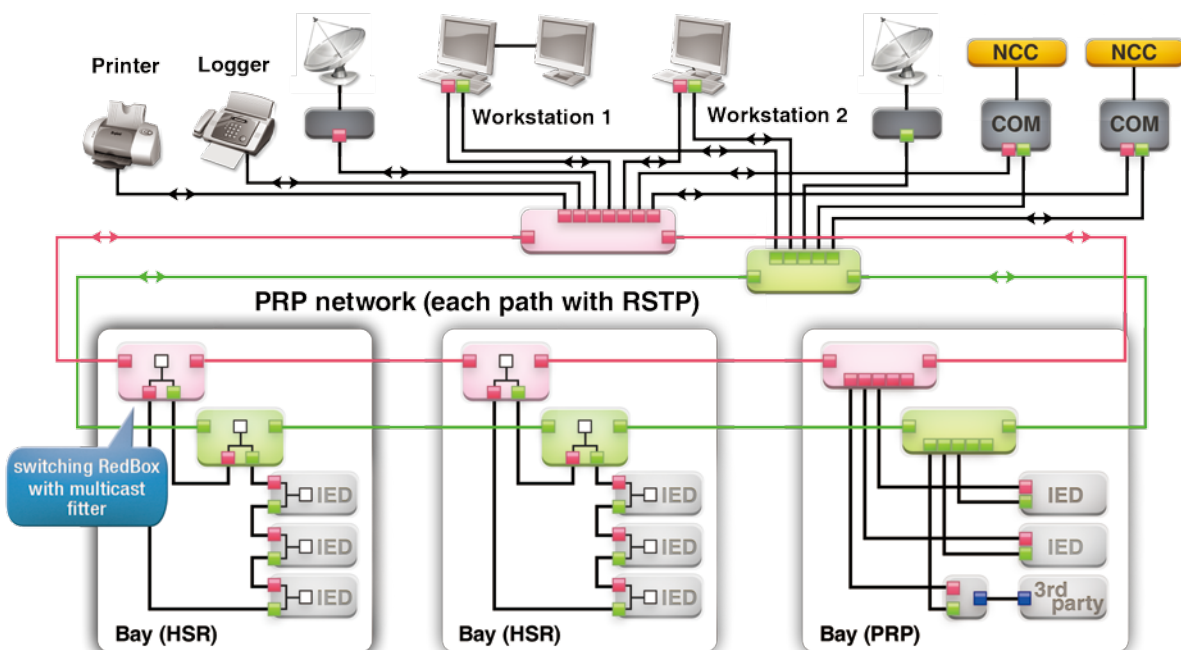 Printer
Logger
Workstation 1
Workstation 2
NCC
NCC
COM
COM
PRP network (each path with RSTP)
switching RedBox
with multicast
fitter
IED
IED
IED
Bay (HSR)
IED
IED
IED
Bay (HSR)
IED
IED
3rd
party
Bay (PRP)